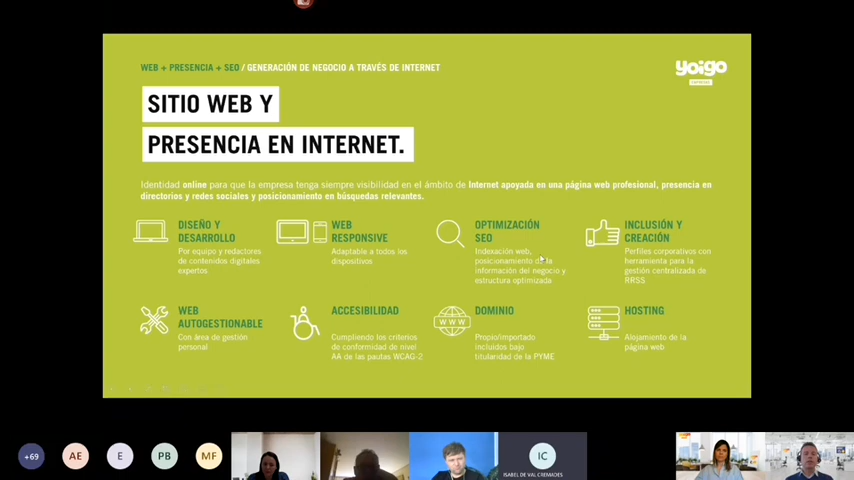 WEB + PRESENCIA + SEO / GENERACIÓN DE NEGOCIO A TRAVÉS DE INTERNET
yoigo
SITIO WEB Y
PRESENCIA EN INTERNET.
Identidad online para que la empresa tenga siempre visibilidad en el ámbito de Internet apoyada en una página web profesional, presencia en
directorios y redes sociales y posicionamiento en búsquedas relevantes.
DISEÑO Y
DESARROLLO
Por equipo y redactores
de contenidos digitales
expertos
WEB
RESPONSIVE
Adaptable a todos los
dispositivos
OPTIMIZACIÓN
SEO
Indexación web,
posicionamiento de la
información del negocio y
estructura optimizada
INCLUSIÓN Y
CREACIÓN
Perfiles corporativos con
herramienta para la
gestión centralizada de
RRSS
WEB
AUTOGESTIONABLE
Con área de gestión
personal
ACCESIBILIDAD
Cumpliendo los criterios
de conformidad de nivel
AA de las pautas WCAG-2
WWW
DOMINIO
Propio/importado
incluidos bajo
titularidad de la PYME
HOSTING
Alojamiento de la
página web
+69
AE
E
PB
MF
IC
ISABEL DE VAL CREMADES